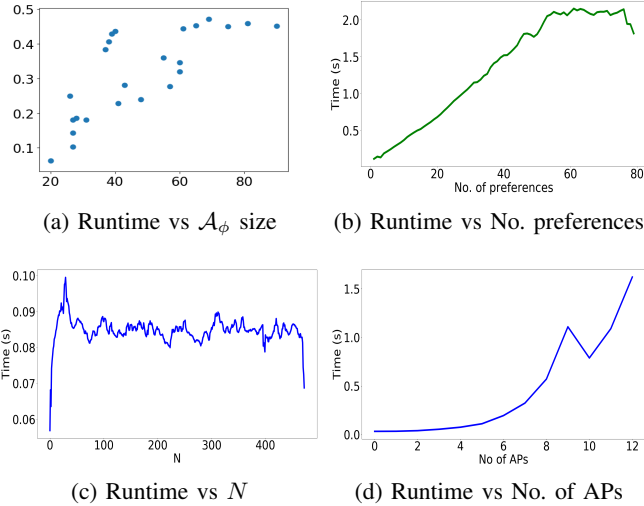 0.5
0.4
0.3
0.2
0.1
20 40 60 80
(a) Runtime vs 𝒜ϕ size
2.0
1.5
1.0
0.5
Time (s)
0 20 40 60 80
No. of preferences
(b) Runtime vs No. preferences
0.10
0.09
0.08
0.07
0.06
Time (s)
0 100 200 300 400
N
(c) Runtime vs N
1.5
1.0
0.5
0.0
Time (s)
0 2 4 6 8 10 12
No of APs
(d) Runtime vs No. of APs